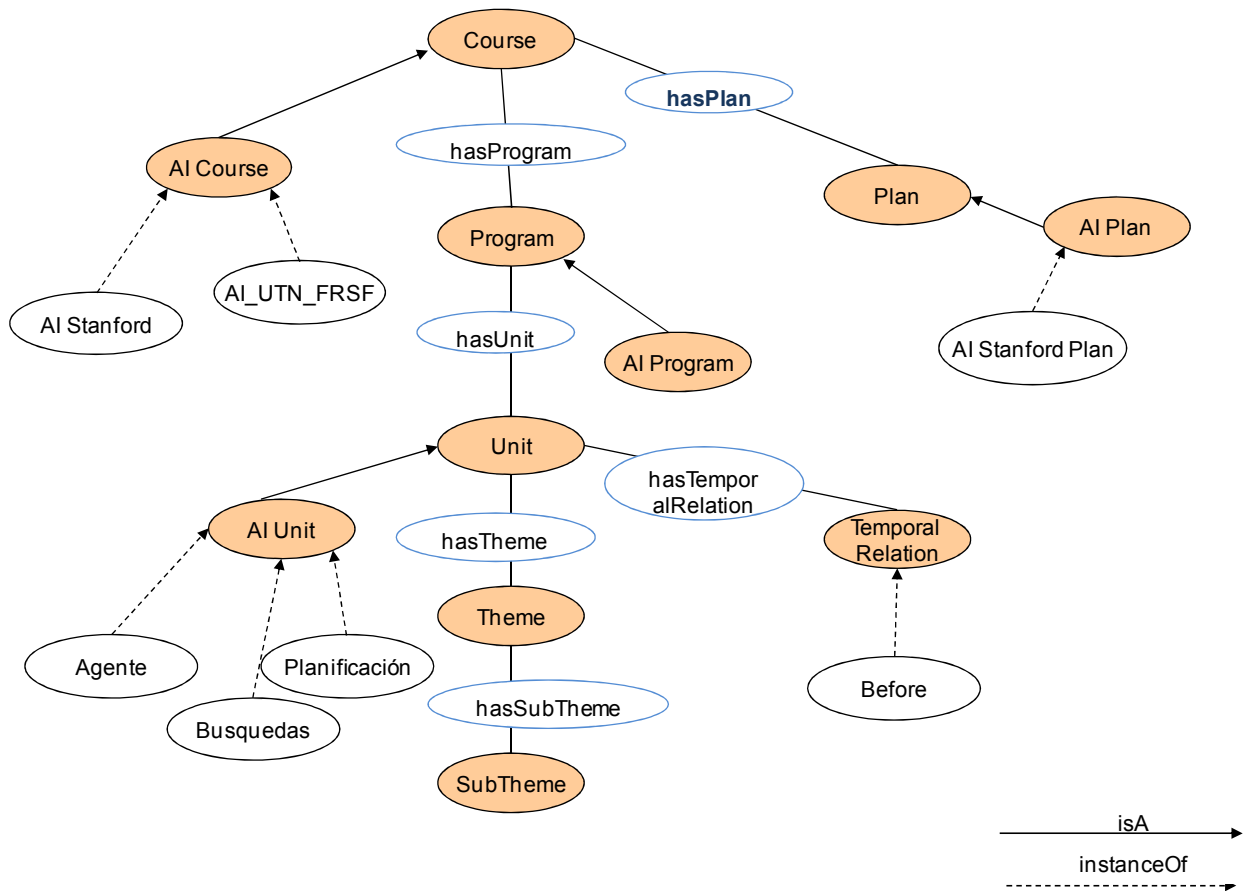 Course
hasPlan
hasProgram
AI Course
Plan
AI Plan
Program
AI_UTN_FRSF
AI Stanford
hasUnit
AI Program
AI Stanford Plan
Unit
hasTempor
alRelation
AI Unit
hasTheme
Temporal
Relation
Theme
Agente
Planificación
Before
hasSubTheme
Busquedas
SubTheme
isA
instanceOf